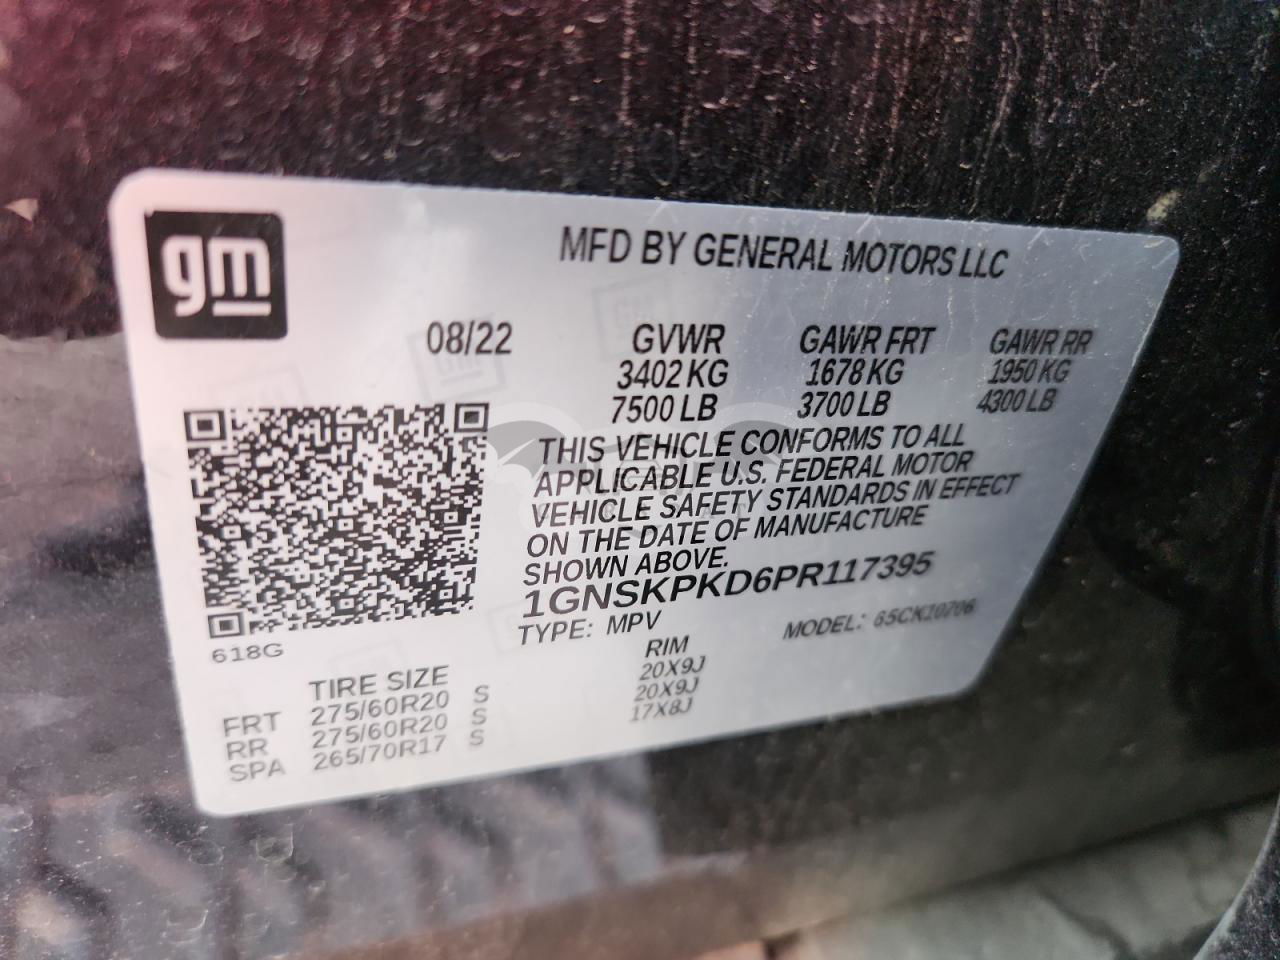 gm
MFD BY GENERAL MOTORS LLC
08/22 GVWR GAWR FRT GAWR RR
3402 KG 1678 KG 1950 KG
7500 LB 3700 LB 4300 LB
THIS VEHICLE CONFORMS TO ALL
APPLICABLE U.S. FEDERAL MOTOR
VEHICLE SAFETY STANDARDS IN EFFECT
ON THE DATE OF MANUFACTURE
SHOWN ABOVE.
1GNSKPKD6PR117395
TYPE: MPV MODEL:
618G
TIRE SIZE RIM
FRT 275/60R20 S 20X9J
RR 275/60R20 S 20X9J
SPA 265/70R17 S 17X8J